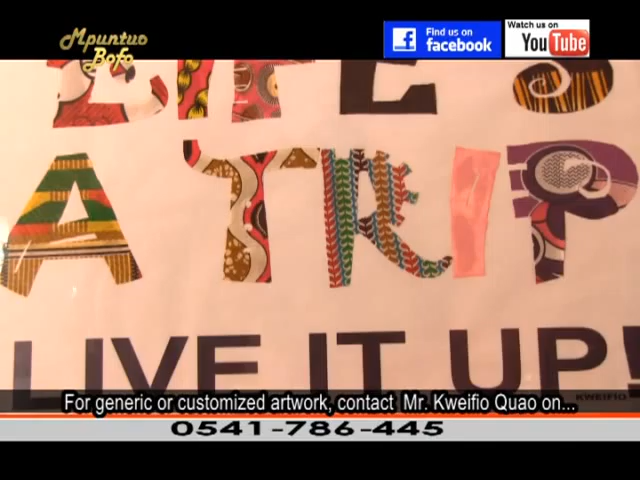 Mpuntuo
Bofo
Find us on
facebook
Watch us on
YouTube
LIFE'S
A TRIP
LIVE IT UP!
KWEIFIO
For generic or customized artwork, contact Mr. Kweifio Quao on...
0541-786-445